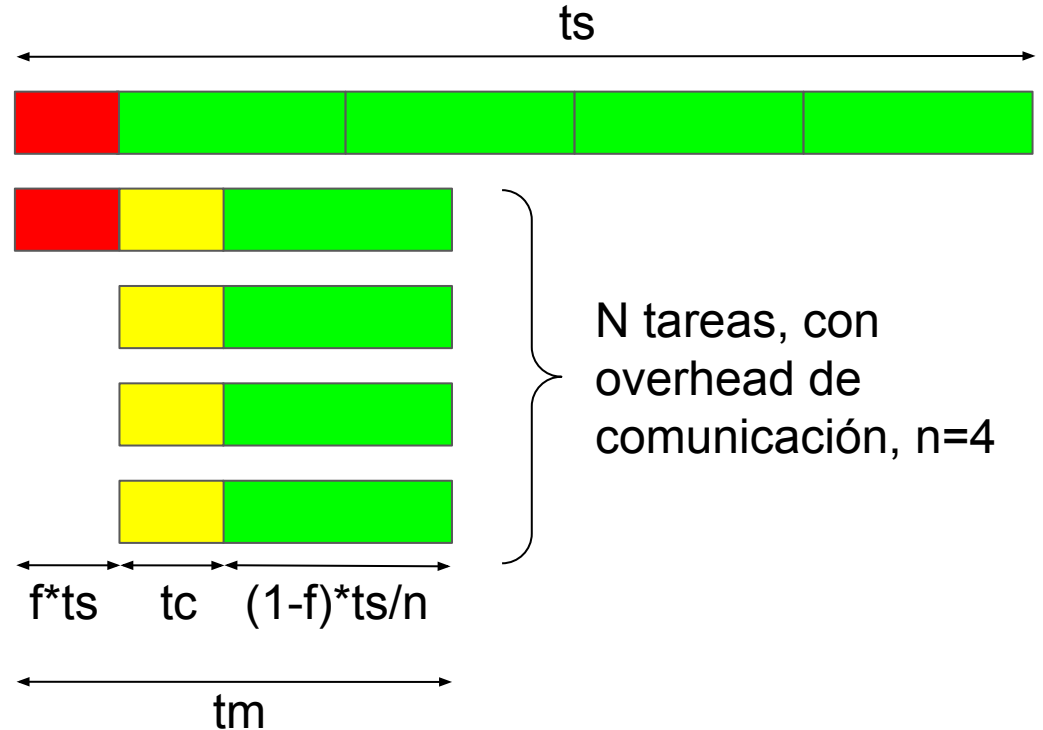 ts
N tareas, con
overhead de
comunicación, n=4
f*ts tc (1-f)*ts/n
tm